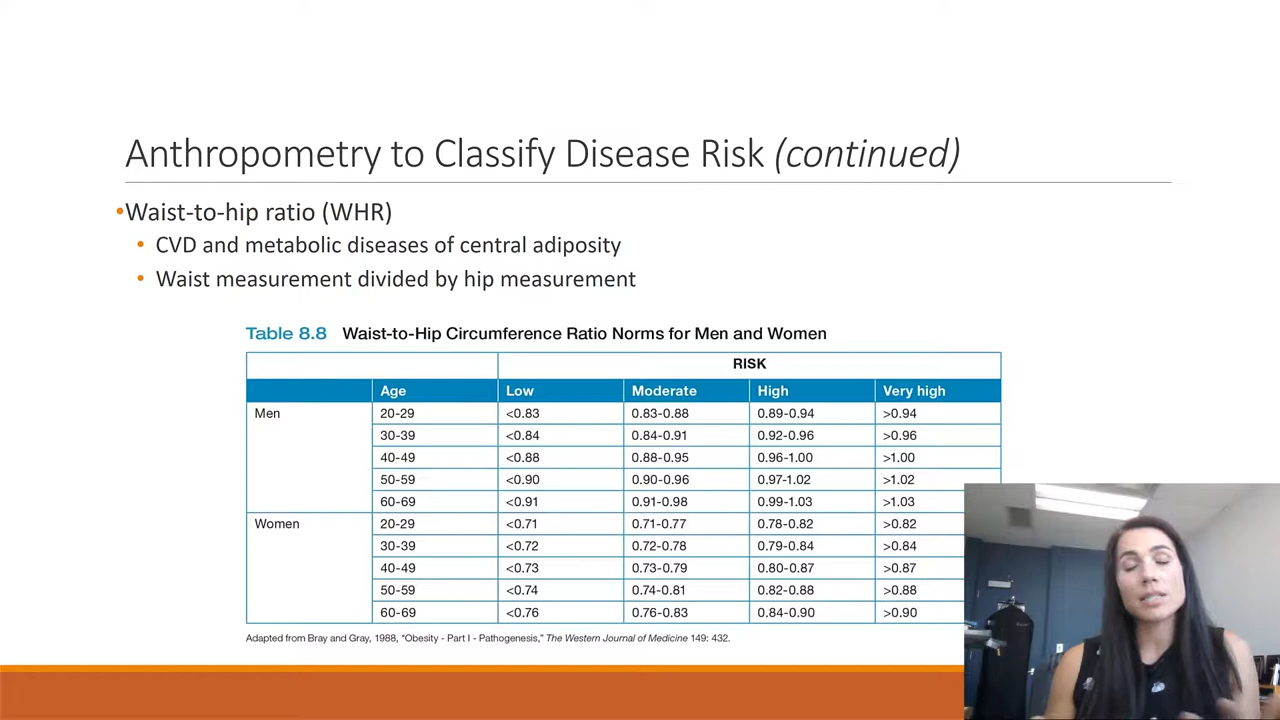 Anthropometry to Classify Disease Risk (continued)
•Waist-to-hip ratio (WHR)
• CVD and metabolic diseases of central adiposity
• Waist measurement divided by hip measurement
Table 8.8 Waist-to-Hip Circumference Ratio Norms for Men and Women
RISK
Age Low Moderate High Very high
Men 20-29 <0.83 0.83-0.88 0.89-0.94 >0.94
30-39 <0.84 0.84-0.91 0.92-0.96 >0.96
40-49 <0.88 0.88-0.95 0.96-1.00 >1.00
50-59 <0.90 0.90-0.96 0.97-1.02 >1.02
60-69 <0.91 0.91-0.98 0.99-1.03 >1.03
Women 20-29 <0.71 0.71-0.77 0.78-0.82 >0.82
30-39 <0.72 0.72-0.78 0.79-0.84 >0.84
40-49 <0.73 0.73-0.79 0.80-0.87 >0.87
50-59 <0.74 0.74-0.81 0.82-0.88 >0.88
60-69 <0.76 0.76-0.83 0.84-0.90 >0.90
Adapted from Bray and Gray, 1988, "Obesity - Part I - Pathogenesis," The Western Journal of Medicine 149: 432.